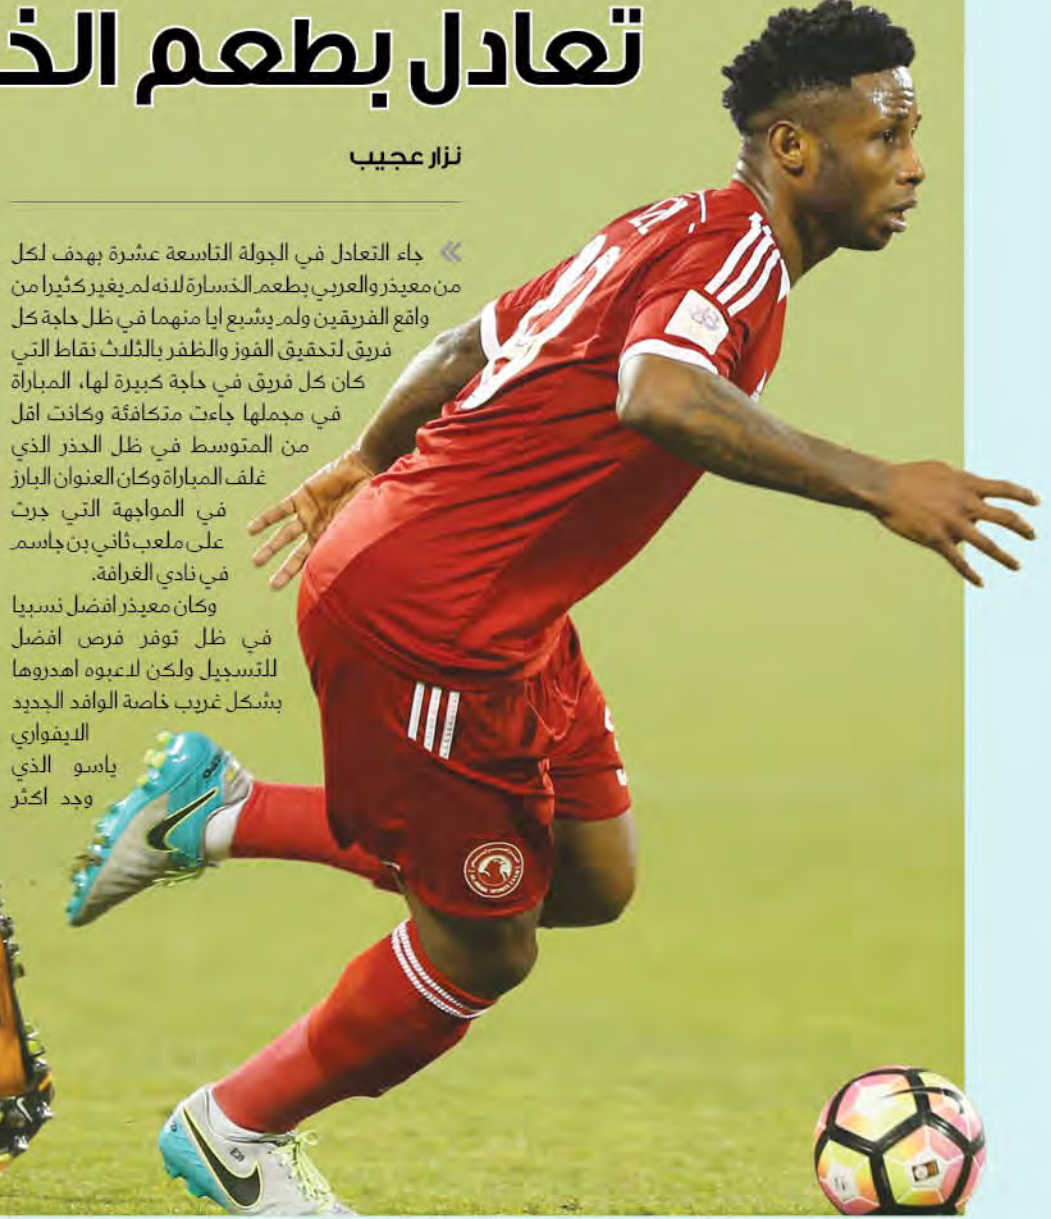 تعادل بطعم الخ
نزار عجيب
» جاء التعادل في الجولة التاسعة عشرة بهدف لكل
من معيذر والعربي بطعم الخسارة لانه لم يغير كثيرا من
واقع الفريقين ولم يشبع ايا منهما في ظل حاجة كل
فريق لتحقيق الفوز والظفر بالثلاث نقاط التي
كان كل فريق في حاجة كبيرة لها، المباراة
في مجملها جاءت متكافئة وكانت اقل
من المتوسط في ظل الحذر الذي
غلف المباراة وكان العنوان البارز
في المواجهة التي جرت
على ملعب ثاني بن جاسم
في نادي الغرافة.
وكان معيذر افضل نسبيا
في ظل توفر فرص افضل
للتسجيل ولكن لاعبوه اهدروها
بشكل غريب خاصة الوافد الجديد
الايفواري
ياسو الذي
وجد اكثر